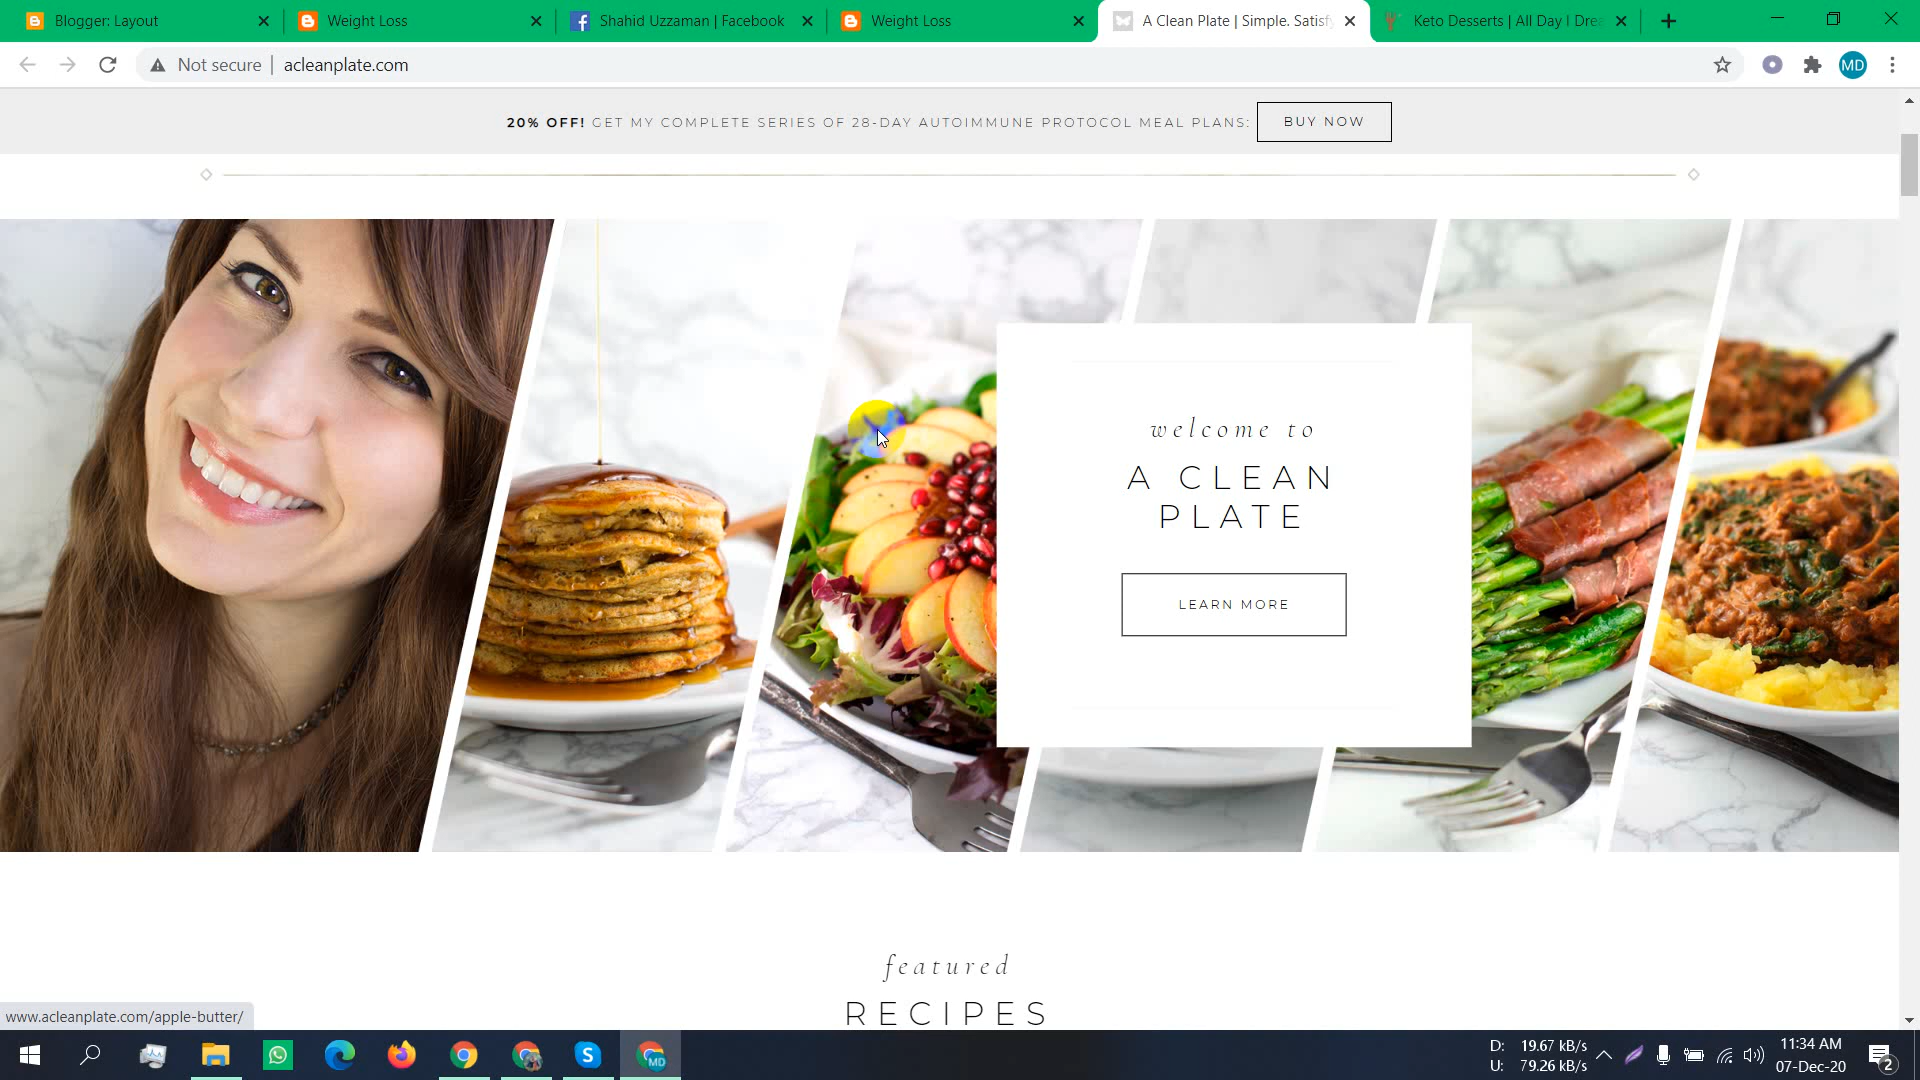 Blogger: Layout
Weight Loss
Shahid Uzzaman | Facebook
Weight Loss
A Clean Plate | Simple. Satisf
Keto Desserts | All Day I Drea
Not secure | acleanplate.com
MD
20% OFF! GET MY COMPLETE SERIES OF 28-DAY AUTOIMMUNE PROTOCOL MEAL PLANS: BUY NOW
welcome to
A CLEAN
PLATE
LEARN MORE
featured
RECIPES
www.acleanplate.com/apple-butter/
MD
D: 19.67 kB/s
U: 79.26 kB/s
11:34 AM
07-Dec-20
2